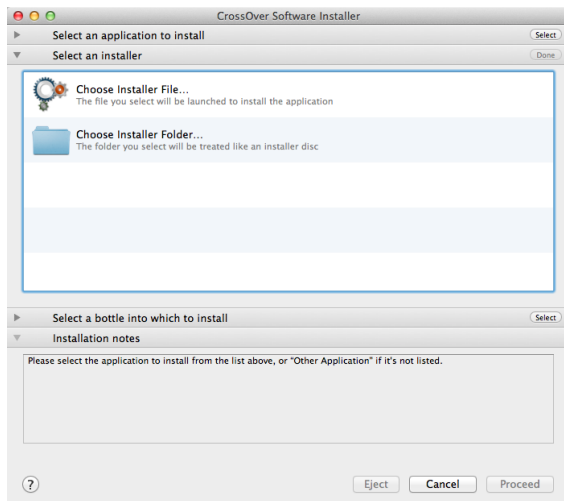 CrossOver Software Installer
Select an application to install
Select
Select an installer
Done
Choose Installer File...
The file you select will be launched to install the application
Choose Installer Folder...
The folder you select will be treated like an installer disc
Select a bottle into which to install
Select
Installation notes
Please select the application to install from the list above, or "Other Application" if it's not listed.
?
Eject
Cancel
Proceed